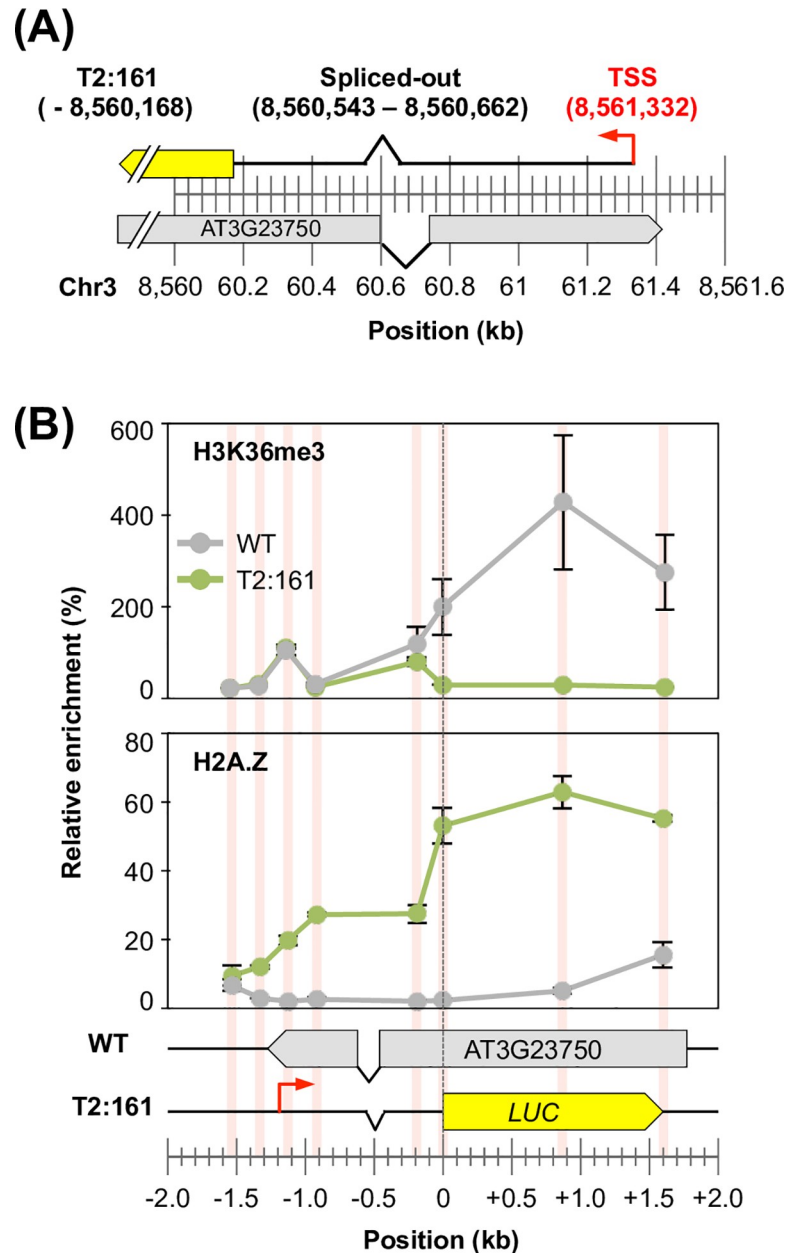 (A)
T2:161 Spliced-out TSS
( - 8,560,168) (8,560,543 – 8,560,662) (8,561,332)
AT3G23750
Chr3 8,560 60.2 60.4 60.6 60.8 61 61.2 61.4 8,561.6
Position (kb)
(B)
Relative enrichment (%)
600
H3K36me3
WT
400
T2:161
200
0
80
H2A.Z
60
40
20
0
WT AT3G23750
T2:161 LUC
-2.0 -1.5 -1.0 -0.5 0 +0.5 +1.0 +1.5 +2.0
Position (kb)